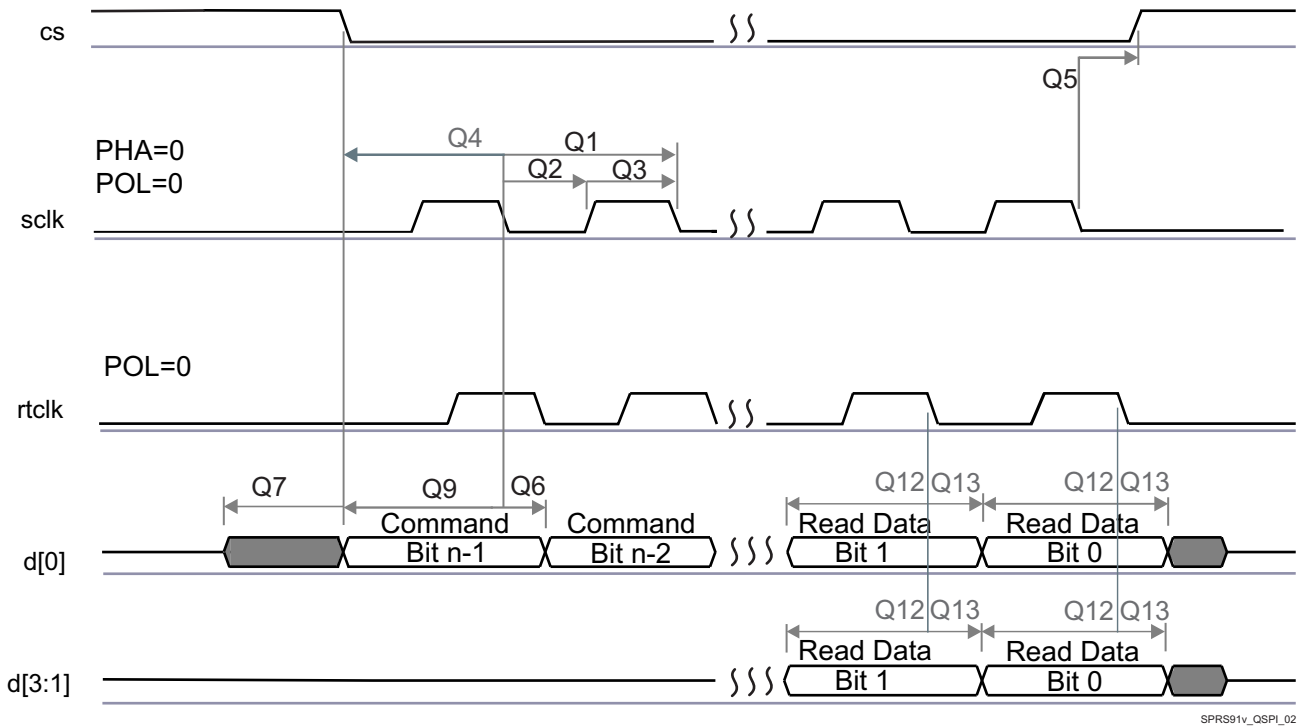 cs
Q5
PHA=0
POL=0
Q4
Q1
Q2
Q3
sclk
POL=0
rtclk
Q7
Q9
Q6
Q12
Q13
Q12
Q13
Command
Command
Read Data
Read Data
d[0]
Bit n-1
Bit n-2
Bit 1
Bit 0
Q12
Q13
Q12
Q13
Read Data
Read Data
d[3:1]
Bit 1
Bit 0
SPRS91v_QSPI_02